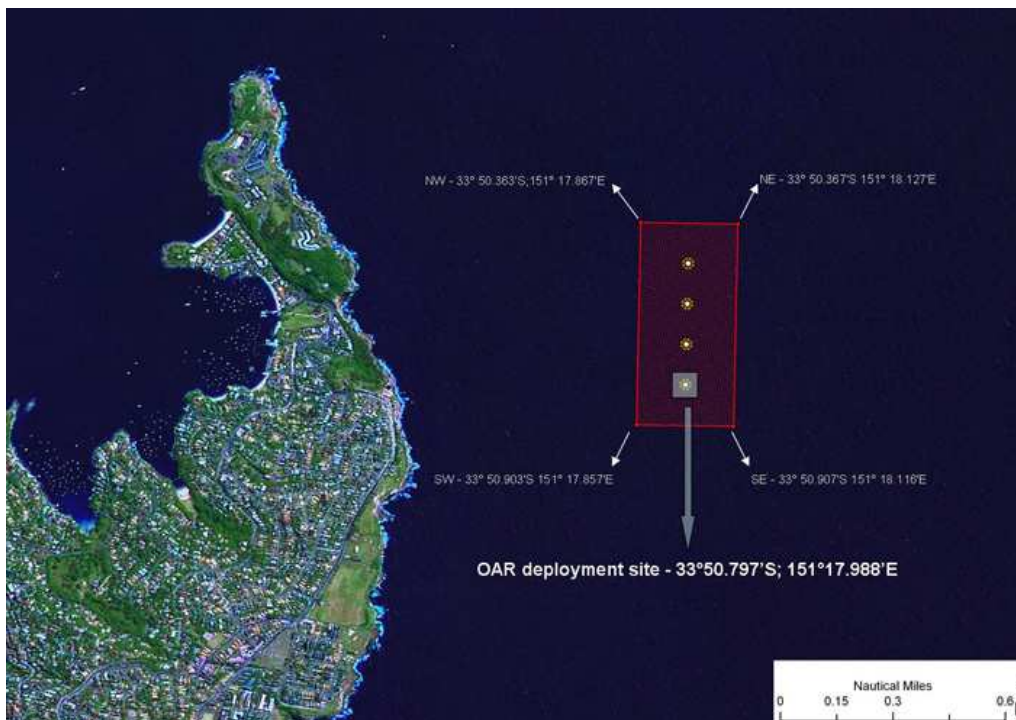 NW - 33° 50.363'S;151° 17.867'E
NE - 33° 50.367'S 151° 18.127'E
SW - 33° 50.903'S 151° 17.857'E
SE - 33° 50.907'S 151° 18.116'E
OAR deployment site - 33°50.797'S; 151°17.988'E
Nautical Miles
0 0.15 0.3 0.6